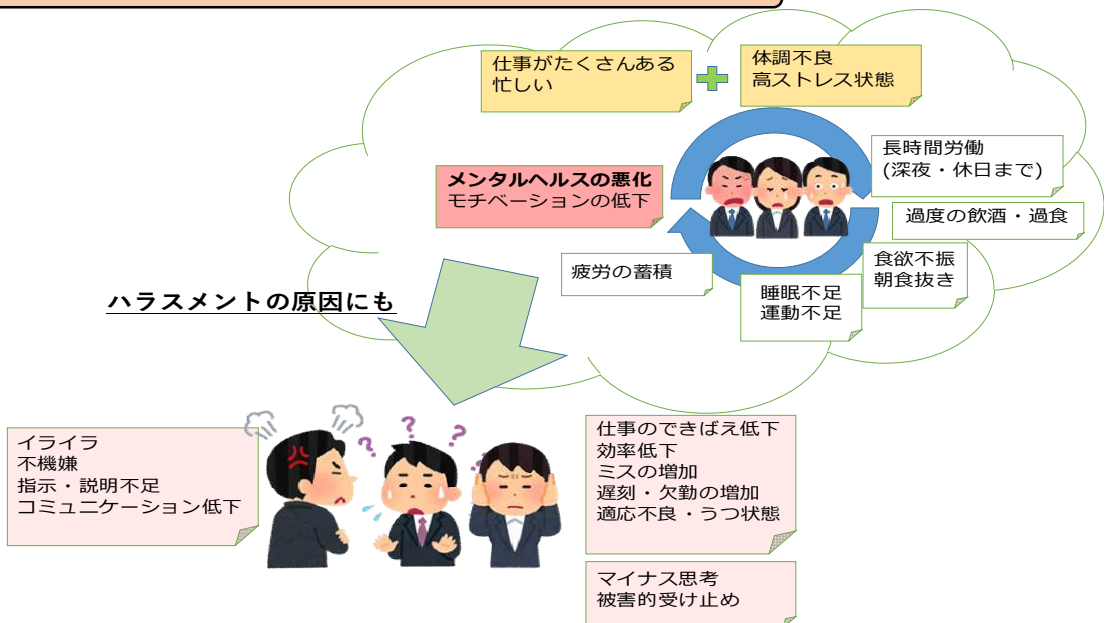 仕事がたくさんある
忙しい
体調不良
高ストレス状態
長時間労働
(深夜・休日まで)
過度の飲酒・過食
食欲不振
朝食抜き
睡眠不足
運動不足
疲労の蓄積
メンタルヘルスの悪化
モチベーションの低下
ハラスメントの原因にも
イライラ
不機嫌
指示・説明不足
コミュニケーション低下
? ? ? ?
仕事のできばえ低下
効率低下
ミスの増加
遅刻・欠勤の増加
適応不良・うつ状態
マイナス思考
被害的受け止め